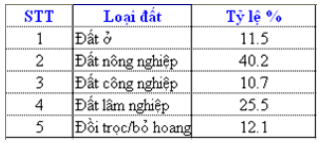 STT Loại đất Tỷ lệ %
1 Đất ở 11.5
2 Đất nông nghiệp 40.2
3 Đất công nghiệp 10.7
4 Đất lâm nghiệp 25.5
5 Đồi trọc/bỏ hoang 12.1